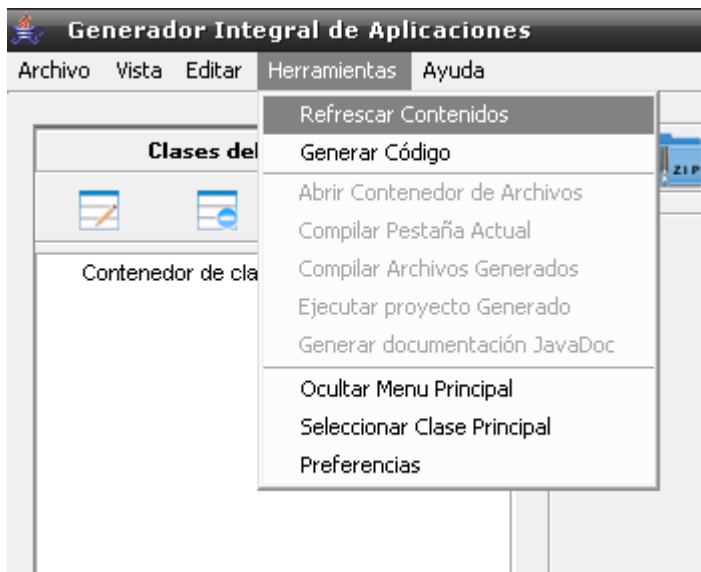 Generador Integral de Aplicaciones
Archivo Vista Editar Herramientas Ayuda
Refrescar Contenidos
Clases del
Generar Código
ZIP
Abrir Contenedor de Archivos
Compilar Pestaña Actual
Contenedor de cla
Compilar Archivos Generados
Ejecutar proyecto Generado
Generar documentación JavaDoc
Ocultar Menu Principal
Seleccionar Clase Principal
Preferencias